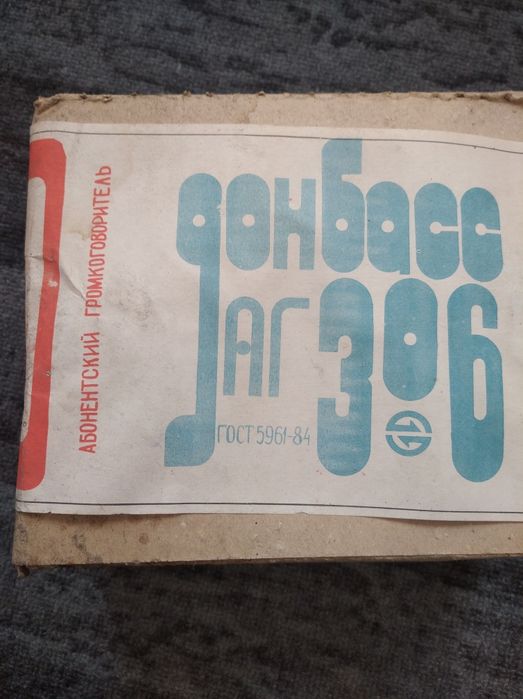 АБОНЕНТСКИЙ ГРОМКОГОВОРИТЕЛЬ
донбасс
АГ 306
ГОСТ 5961-84